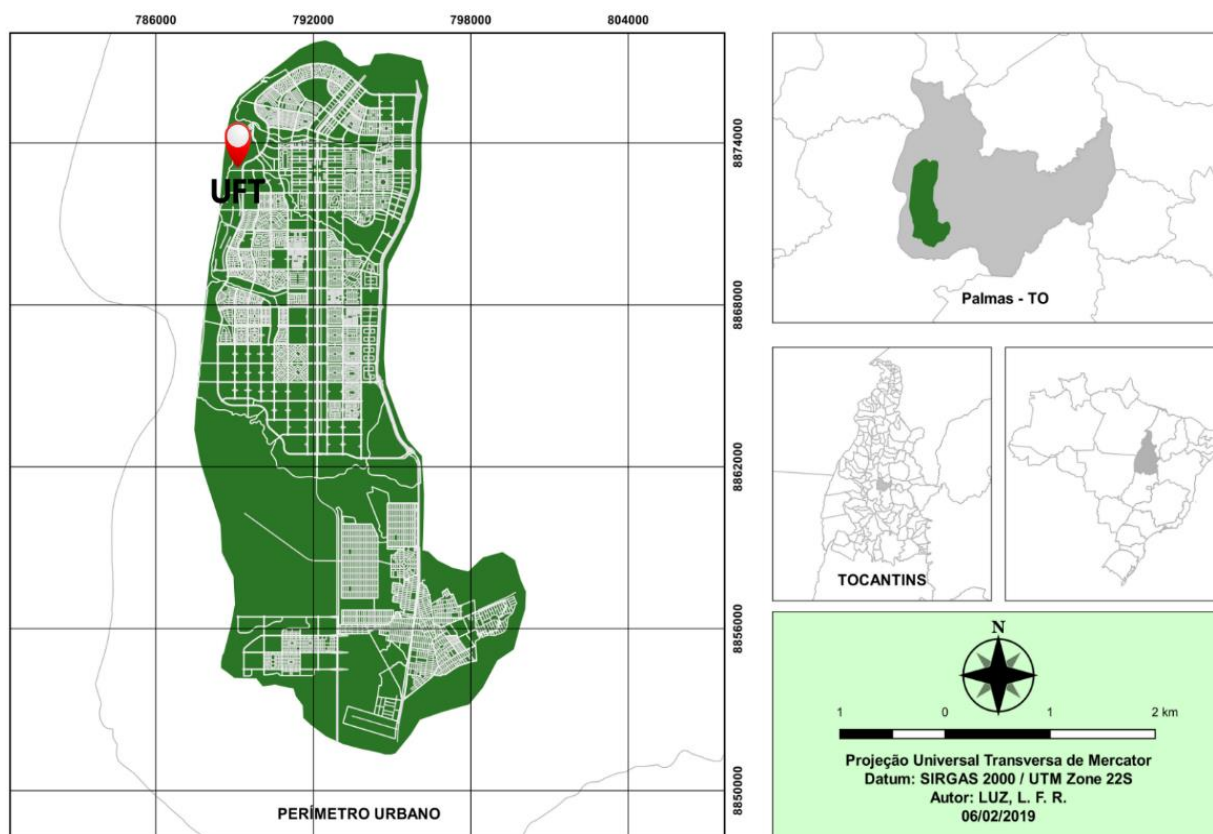 786000
792000
798000
804000
8874000
8868000
8862000
8856000
8850000
UFT
PERÍMETRO URBANO
Palmas - TO
TOCANTINS
N
1 0 1 2 km
Projeção Universal Transversa de Mercator
Datum: SIRGAS 2000 / UTM Zone 22S
Autor: LUZ, L. F. R.
06/02/2019